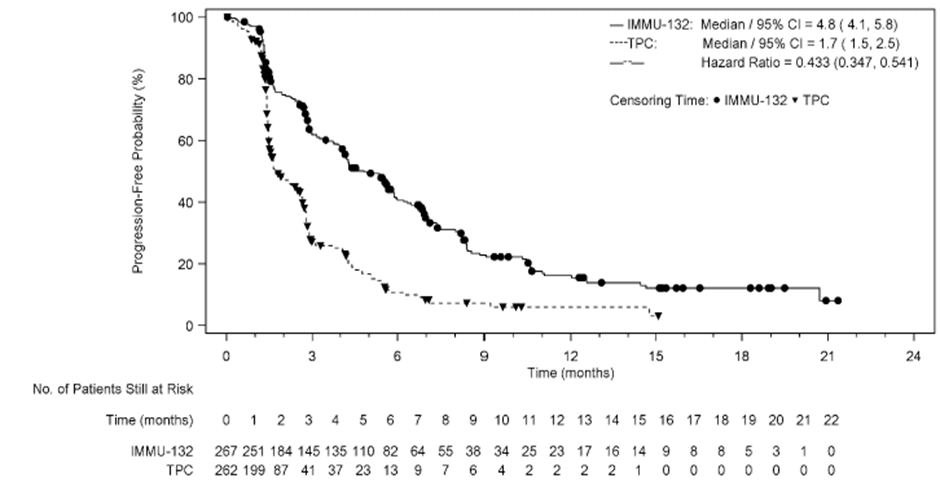 — IMMU-132: Median / 95% CI = 4.8 ( 4.1, 5.8)
----TPC: Median / 95% CI = 1.7 ( 1.5, 2.5)
Hazard Ratio = 0.433 (0.347, 0.541)
Censoring Time: ● IMMU-132 ▼ TPC
Progression-Free Probability (%)
100
80
60
40
20
0
0 3 6 9 12 15 18 21 24
Time (months)
No. of Patients Still at Risk
Time (months) 0 1 2 3 4 5 6 7 8 9 10 11 12 13 14 15 16 17 18 19 20 21 22
IMMU-132 267 251 184 145 135 110 82 64 55 38 34 25 23 17 16 14 9 8 8 5 3 1 0
TPC 262 199 87 41 37 23 13 9 7 6 4 2 2 2 2 1 0 0 0 0 0 0 0